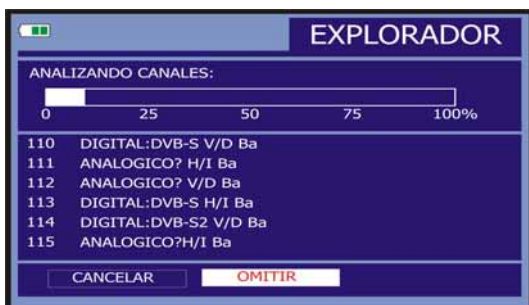 EXPLORADOR
ANALIZANDO CANALES:
0 25 50 75 100%
110 DIGITAL:DVB-S V/D Ba
111 ANALOGICO? H/I Ba
112 ANALOGICO? V/D Ba
113 DIGITAL:DVB-S H/I Ba
114 DIGITAL:DVB-S2 V/D Ba
115 ANALOGICO?H/I Ba
CANCELAR OMITIR